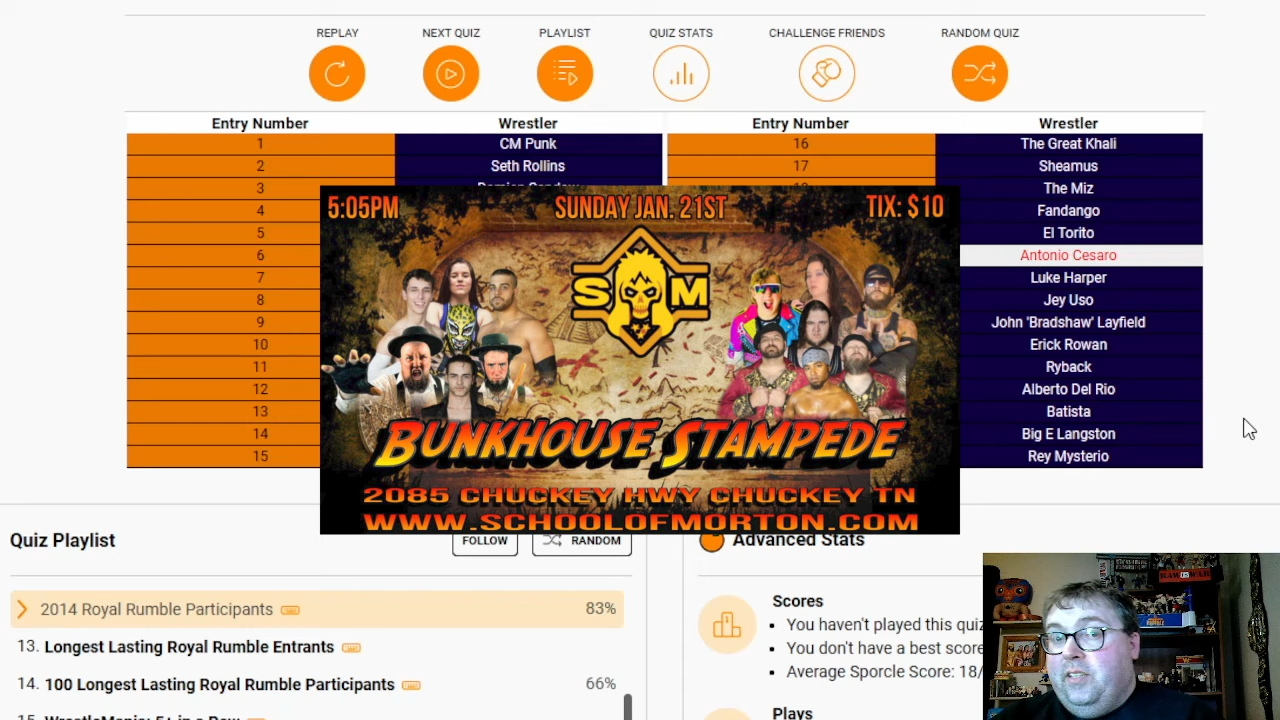 REPLAY
NEXT QUIZ
PLAYLIST
QUIZ STATS
CHALLENGE FRIENDS
RANDOM QUIZ
Entry Number Wrestler Entry Number Wrestler
1 CM Punk 16 The Great Khali
2 Seth Rollins 17 Sheamus
3 The Miz
4 Fandango
5 El Torito
6 Antonio Cesaro
7 Luke Harper
8 Jey Uso
9 John 'Bradshaw' Layfield
10 Erick Rowan
11 Ryback
12 Alberto Del Rio
13 Batista
14 Big E Langston
15 Rey Mysterio
5:05PM SUNDAY JAN. 21ST TIX: $10
S M
BUNKHOUSE STAMPEDE
2085 CHUCKEY HWY CHUCKEY TN
WWW.SCHOOLOFMORTON.COM
Quiz Playlist FOLLOW RANDOM
2014 Royal Rumble Participants 83%
13. Longest Lasting Royal Rumble Entrants
14. 100 Longest Lasting Royal Rumble Participants 66%
Advanced Stats
Scores
You haven't played this quiz
You don't have a best score
Average Sporcle Score: 18/
Plays
RAW IS WAR